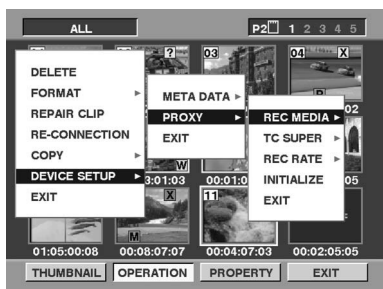 ALL
P2 1 2 3 4 5
? 03 04 X
DELETE
FORMAT
REPAIR CLIP
RE-CONNECTION
COPY
DEVICE SETUP
EXIT
META DATA
PROXY
EXIT
REC MEDIA
TC SUPER
REC RATE
INITIALIZE
EXIT
R
02
W
3:01:03
00:01:0
05
X
11
M
01:05:00:08
00:08:07:07
00:04:07:03
00:02:05:05
THUMBNAIL
OPERATION
PROPERTY
EXIT